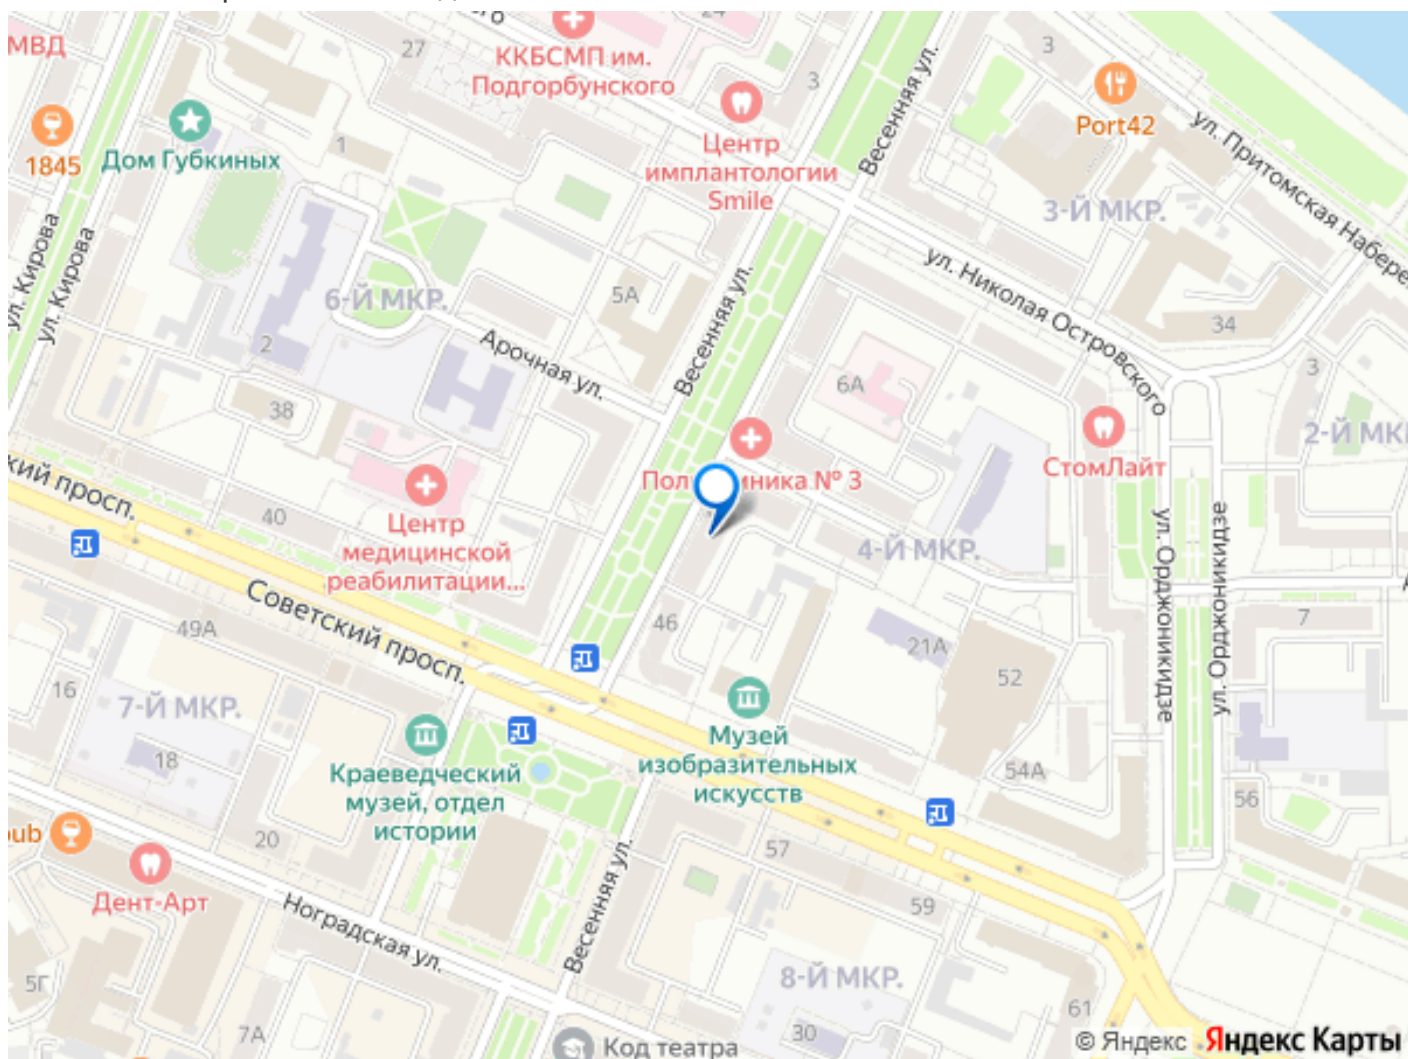 МВД
27
24
ККБСМП им.
Подгорбунского
3
Весенняя ул.
3
Port42
ул. Притомская Набере
1845
Дом Губкиных
1
Центр
имплантологии
Smile
3-Й МКР.
ул. Кирова
ул. Кирова
6-Й МКР.
5А
Весенняя ул.
ул. Николая Островского
34
2
Арочная ул.
6А
3
38
2-Й МК
СтомЛайт
кий просп.
40
Центр
медицинской
реабилитации...
№ 3
4-Й МКР.
ул. Орджоникидзе
ул. Орджоникидзе
Советский просп.
49А
46
21А
7
16
7-Й МКР.
52
18
Краеведческий
музей, отдел
истории
Музей
изобразительных
искусств
54А
56
ub
20
57
Дент-Арт
Ноградская ул.
Весенняя ул.
59
5Г
8-Й МКР.
61
7А
30
Код театра
© Яндекс Яндекс Карты